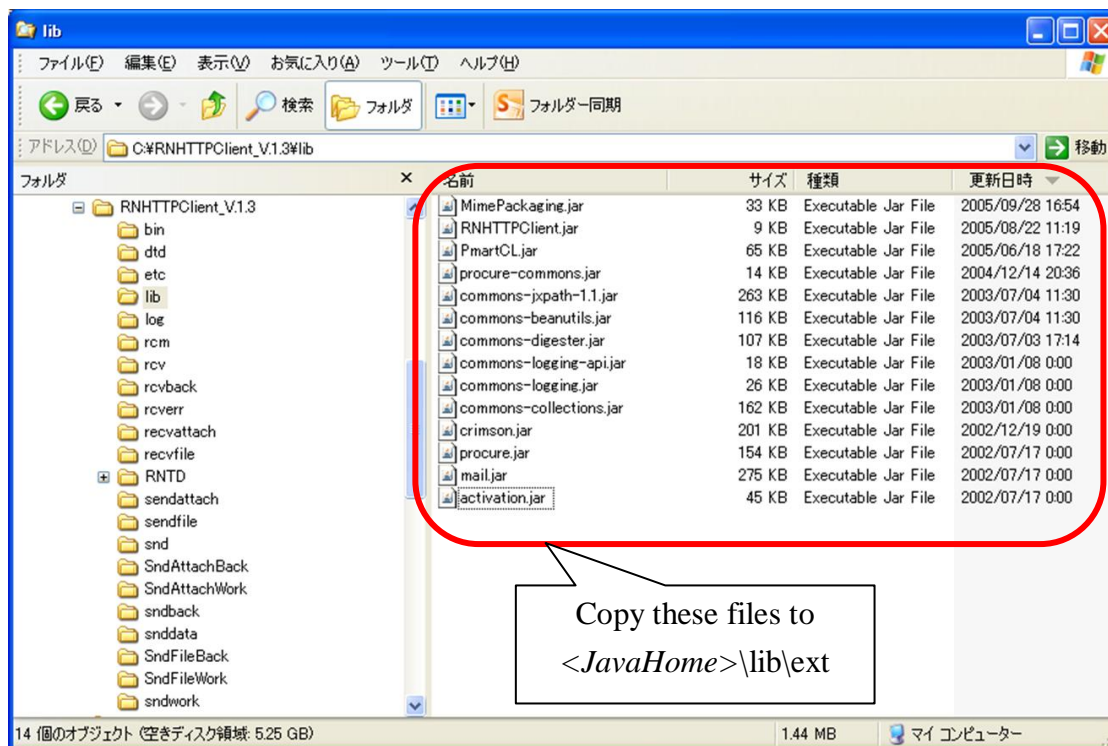 lib
ファイル(F) 編集(E) 表示(V) お気に入り(A) ツール(T) ヘルプ(H)
戻る 検索 フォルダ S フォルダー同期
アドレス(D) C:¥RNHTTPClient_V.1.3¥lib 移動
フォルダ × 名前 サイズ 種類 更新日時
RNHTTPClient_V.1.3
bin
dtd
etc
lib
log
rcm
rcv
rcvback
rcverr
recvattach
recvfile
RNTD
sendattach
sendfile
snd
SndAttachBack
SndAttachWork
sndback
snddata
SndFileBack
SndFileWork
sndwork
MimePackaging.jar 33 KB Executable Jar File 2005/09/28 16:54
RNHTTPClient.jar 9 KB Executable Jar File 2005/08/22 11:19
PmartCL.jar 65 KB Executable Jar File 2005/06/18 17:22
procure-commons.jar 14 KB Executable Jar File 2004/12/14 20:36
commons-jxpath-1.1.jar 263 KB Executable Jar File 2003/07/04 11:30
commons-beanutils.jar 116 KB Executable Jar File 2003/07/04 11:30
commons-digester.jar 107 KB Executable Jar File 2003/07/03 17:14
commons-logging-api.jar 18 KB Executable Jar File 2003/01/08 0:00
commons-logging.jar 26 KB Executable Jar File 2003/01/08 0:00
commons-collections.jar 162 KB Executable Jar File 2003/01/08 0:00
crimson.jar 201 KB Executable Jar File 2002/12/19 0:00
procure.jar 154 KB Executable Jar File 2002/07/17 0:00
mail.jar 275 KB Executable Jar File 2002/07/17 0:00
activation.jar 45 KB Executable Jar File 2002/07/17 0:00
Copy these files to
<JavaHome>\lib\ext
14 個のオブジェクト (空きディスク領域: 5.25 GB) 1.44 MB マイ コンピューター